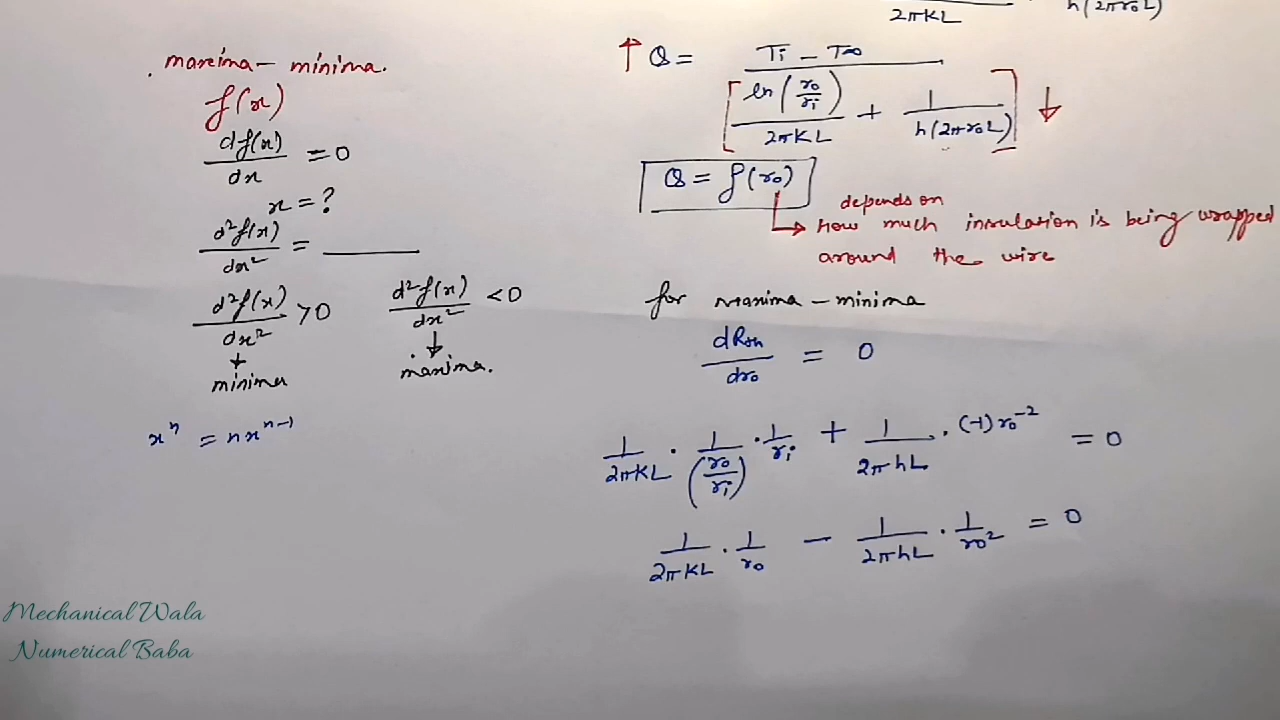 2πKL h(2πr₀L)
maxima - minima.
f(x)
df(x)/dx = 0
x = ?
d²f(x)/dx² = ______
d²f(x)/dx² > 0 d²f(x)/dx² < 0
↓ ↓
minima maxima.
xⁿ = nxⁿ⁻¹
↑ Q = (Ti - T∞) / [ln(r₀/ri)/2πKL + 1/h(2πr₀L)] ↓
Q = f(r₀)
depends on
how much insulation is being wrapped
around the wire
for maxima - minima
dRth/dr₀ = 0
1/2πKL · 1/(r₀/ri) · 1/ri + 1/2πhL · (-1)r₀⁻² = 0
1/2πKL · 1/r₀ - 1/2πhL · 1/r₀² = 0
Mechanical Wala
Numerical Baba